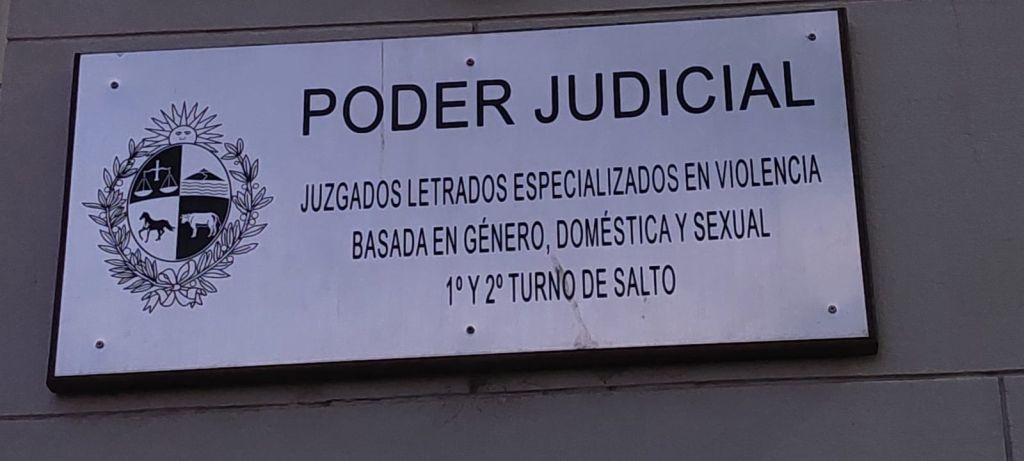 PODER JUDICIAL
JUZGADOS LETRADOS ESPECIALIZADOS EN VIOLENCIA
BASADA EN GÉNERO, DOMÉSTICA Y SEXUAL
1º Y 2º TURNO DE SALTO